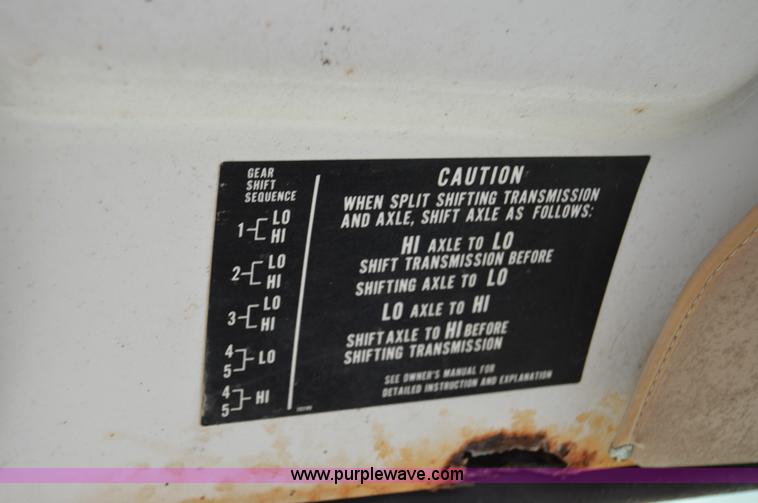 GEAR
SHIFT
SEQUENCE
1 LO
HI
2 LO
HI
3 LO
HI
4 LO
5
4 HI
5
CAUTION
WHEN SPLIT SHIFTING TRANSMISSION
AND AXLE, SHIFT AXLE AS FOLLOWS:
HI AXLE TO LO
SHIFT TRANSMISSION BEFORE
SHIFTING AXLE TO LO
LO AXLE TO HI
SHIFT AXLE TO HI BEFORE
SHIFTING TRANSMISSION
SEE OWNER'S MANUAL FOR
DETAILED INSTRUCTION AND EXPLANATION
www.purplewave.com